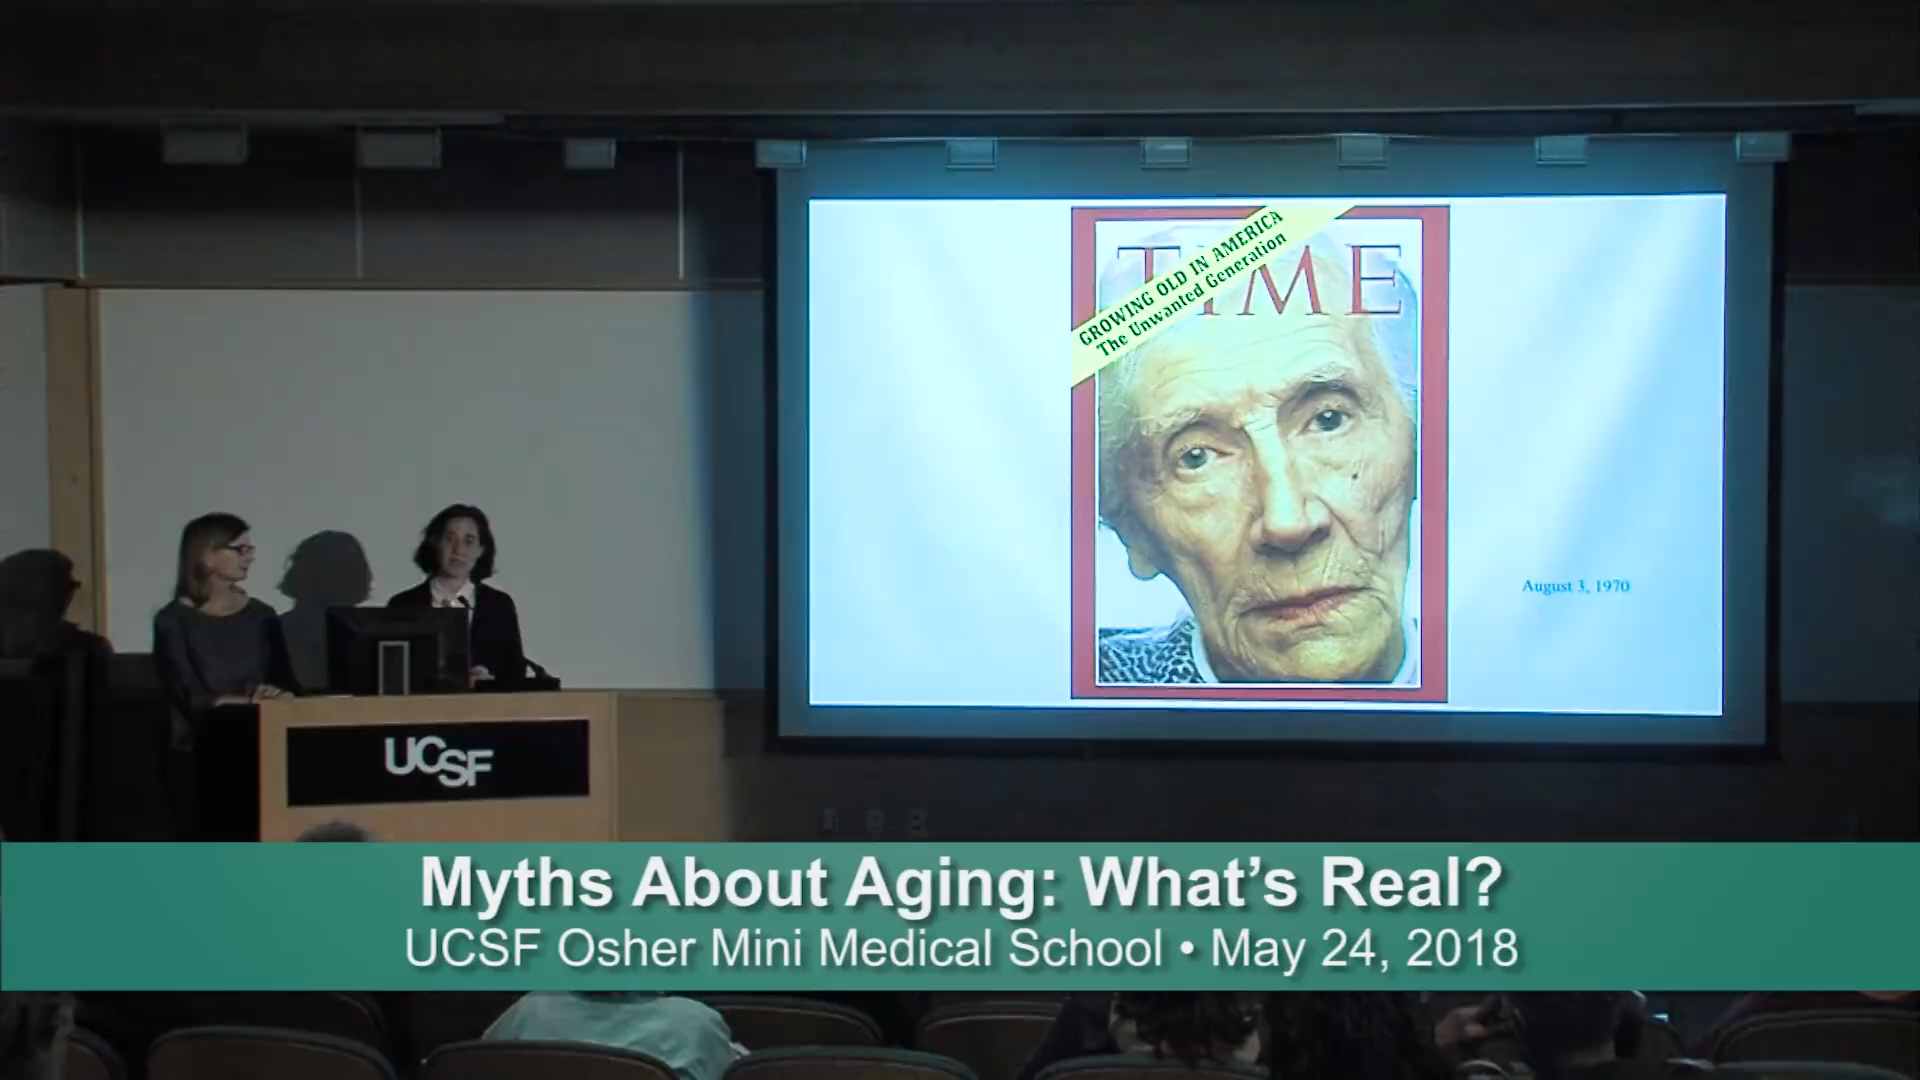 GROWING OLD IN AMERICA
The Unwanted Generation
TIME
August 3, 1970
UCSF
Myths About Aging: What's Real?
UCSF Osher Mini Medical School • May 24, 2018